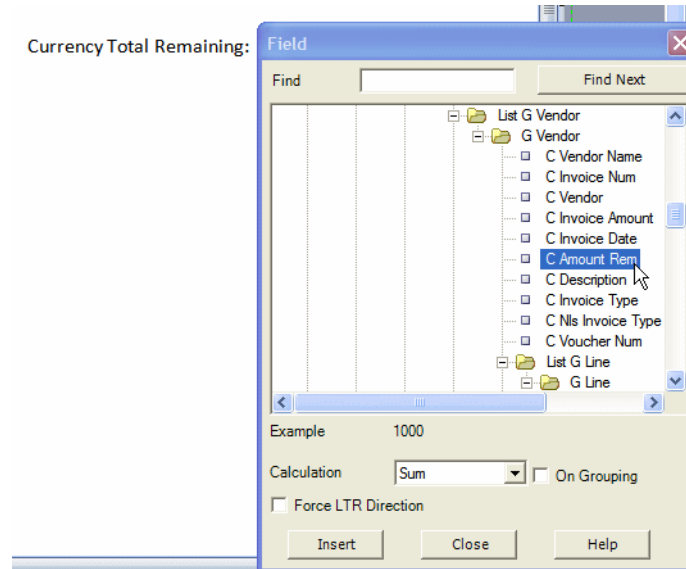 Currency Total Remaining:
Field
Find
Find Next
List G Vendor
G Vendor
C Vendor Name
C Invoice Num
C Vendor
C Invoice Amount
C Invoice Date
C Amount Rem
C Description
C Invoice Type
C Nls Invoice Type
C Voucher Num
List G Line
G Line
Example 1000
Calculation Sum On Grouping
Force LTR Direction
Insert Close Help